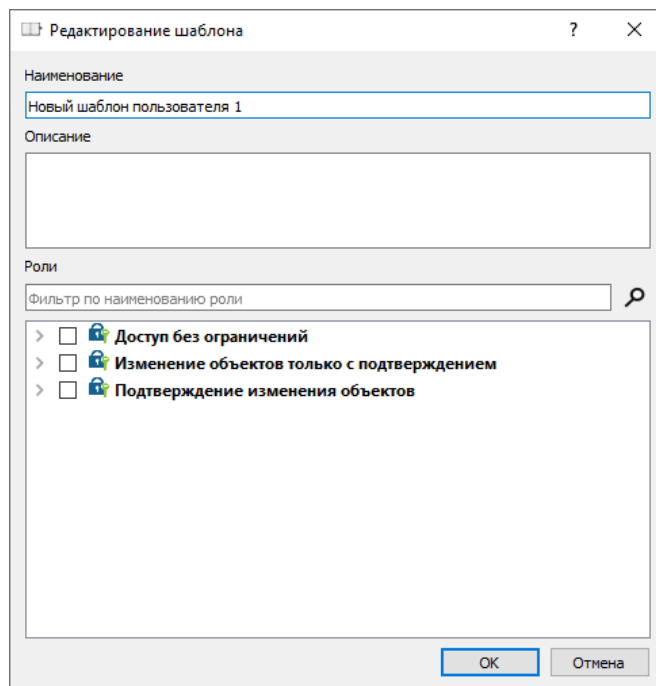 Редактирование шаблона
Наименование
Новый шаблон пользователя 1
Описание
Роли
Фильтр по наименованию роли
Доступ без ограничений
Изменение объектов только с подтверждением
Подтверждение изменения объектов
ОК Отмена